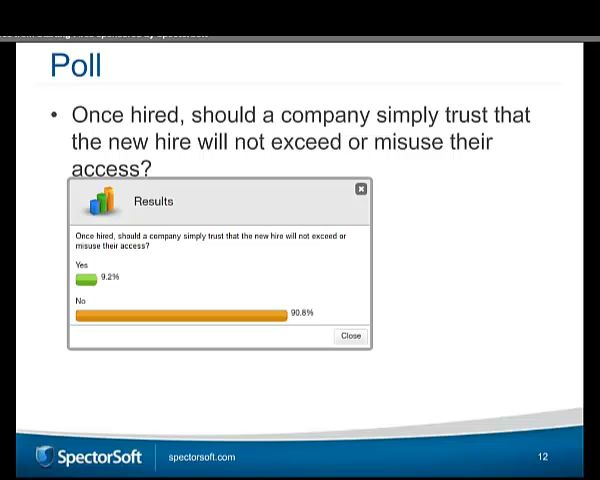 Poll
• Once hired, should a company simply trust that
the new hire will not exceed or misuse their
access?
Results
Once hired, should a company simply trust that the new hire will not exceed or
misuse their access?
Yes
9.2%
No
90.8%
Close
SpectorSoft
spectorsoft.com
12